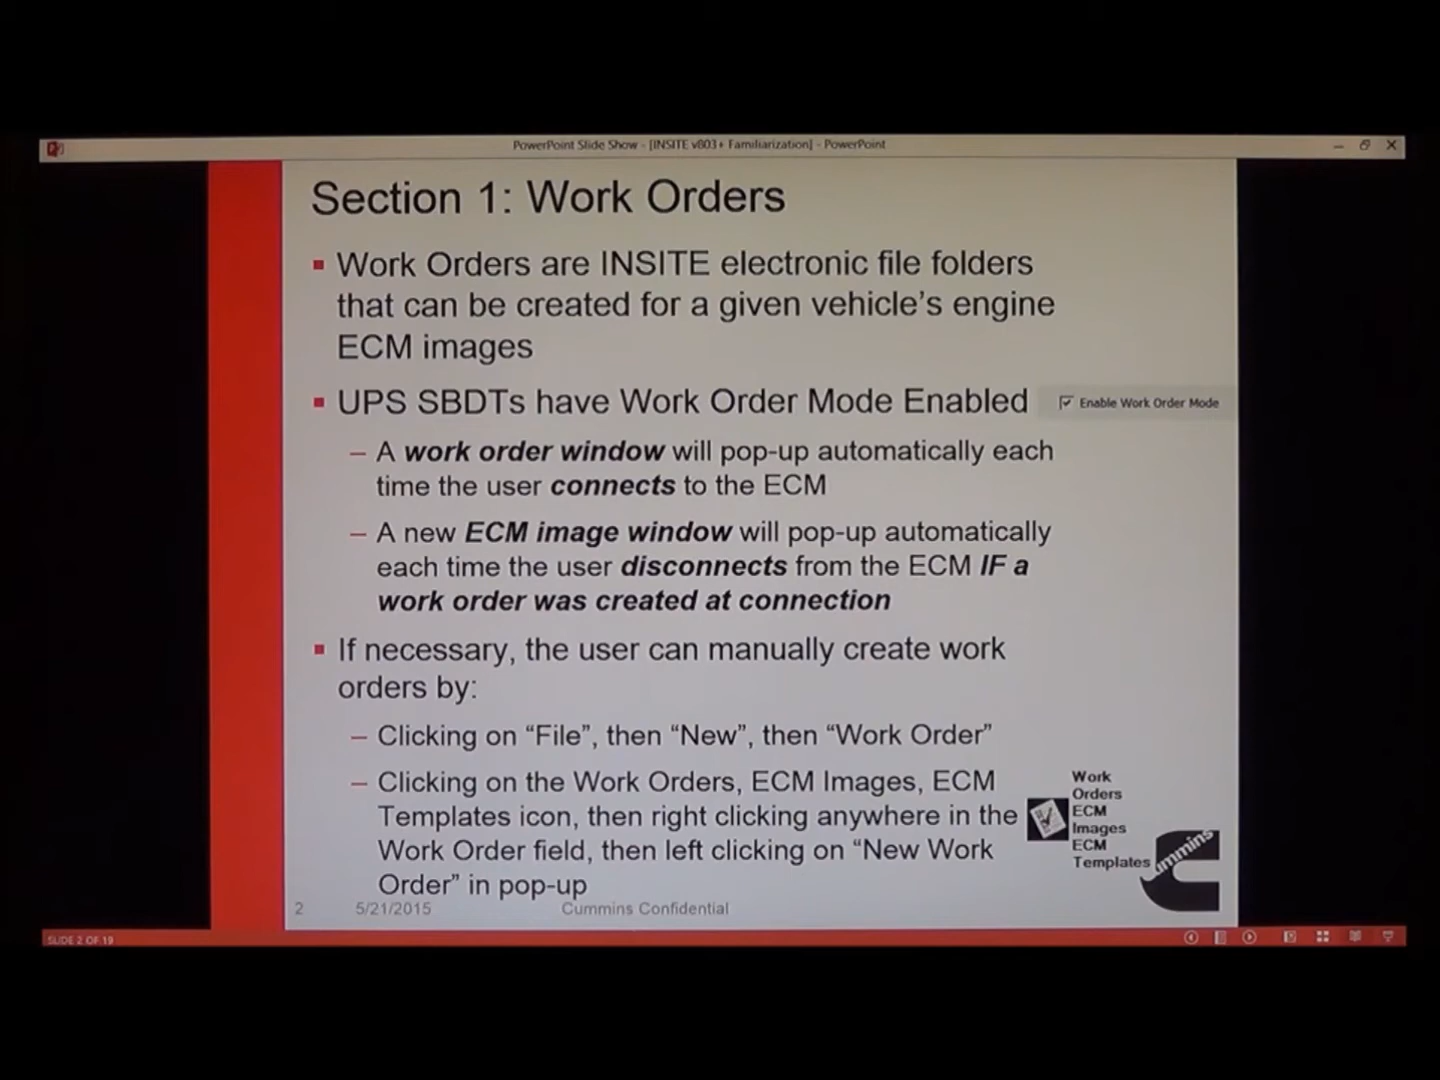 PowerPoint Slide Show - [INSITE v803+ Familiarization] - PowerPoint
Section 1: Work Orders
▪ Work Orders are INSITE electronic file folders
that can be created for a given vehicle’s engine
ECM images
▪ UPS SBDTs have Work Order Mode Enabled
Enable Work Order Mode
– A work order window will pop-up automatically each
time the user connects to the ECM
– A new ECM image window will pop-up automatically
each time the user disconnects from the ECM IF a
work order was created at connection
▪ If necessary, the user can manually create work
orders by:
– Clicking on “File”, then “New”, then “Work Order”
– Clicking on the Work Orders, ECM Images, ECM
Templates icon, then right clicking anywhere in the
Work Order field, then left clicking on “New Work
Order” in pop-up
Work
Orders
ECM
Images
ECM
Templates
Cummins
2 5/21/2015 Cummins Confidential
SLIDE 2 OF 19